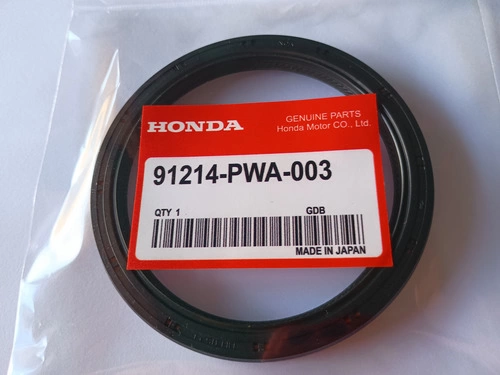 HONDA
GENUINE PARTS
Honda Motor CO., Ltd.
91214-PWA-003
QTY 1
GDB
MADE IN JAPAN